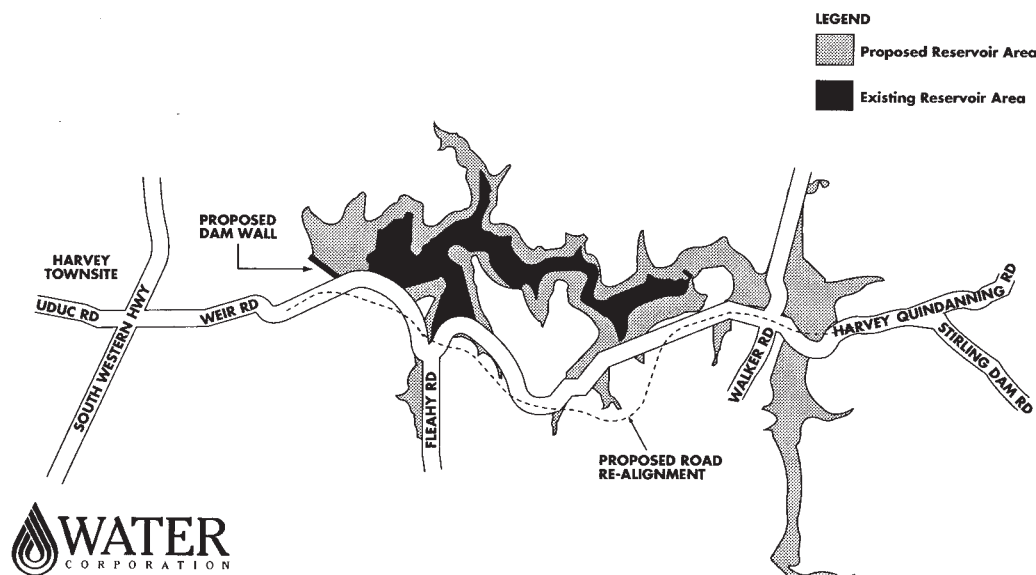 LEGEND
Proposed Reservoir Area
Existing Reservoir Area
PROPOSED
DAM WALL
HARVEY
TOWNSITE
UDUC RD
WEIR RD
SOUTH WESTERN HWY
FLEAHY RD
WALKER RD
HARVEY QUINDANNING RD
STIRLING DAM RD
PROPOSED ROAD
RE-ALIGNMENT
WATER
CORPORATION